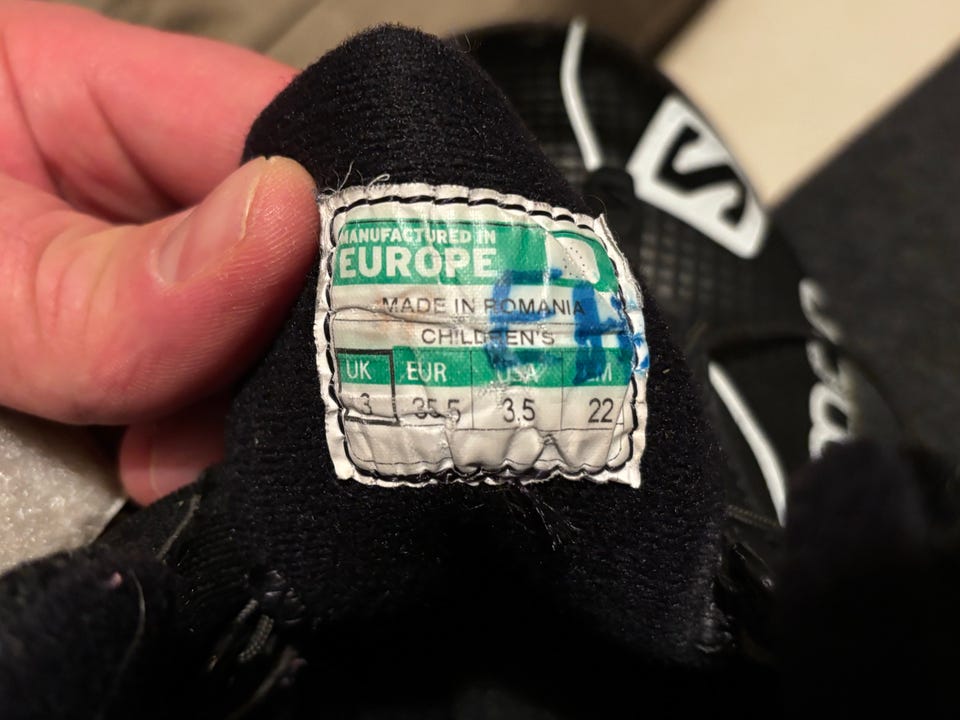 MANUFACTURED IN
EUROPE
MADE IN ROMANIA
CHILDREN'S
UK EUR USA CM
3 35.5 3.5 22